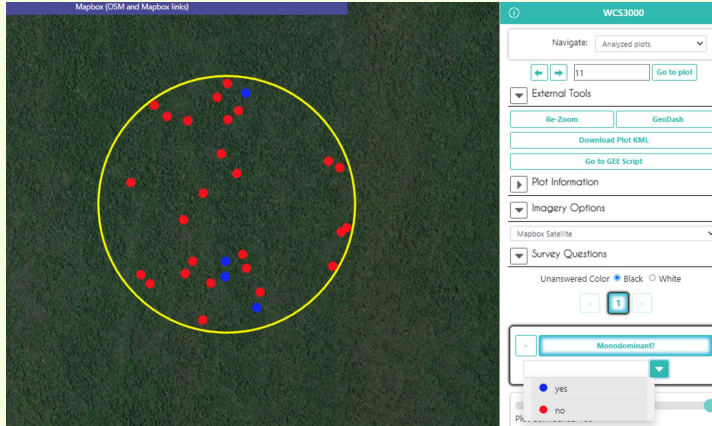 Mapbox (OSM and Mapbox links)
WCS3000
Navigate: Analyzed plots
11 Go to plot
External Tools
Re-Zoom GeoDash
Download Plot KML
Go to GEE Script
Plot Information
Imagery Options
Mapbox Satellite
Survey Questions
Unanswered Color Black White
< 1 >
- Monodominant?
yes
no